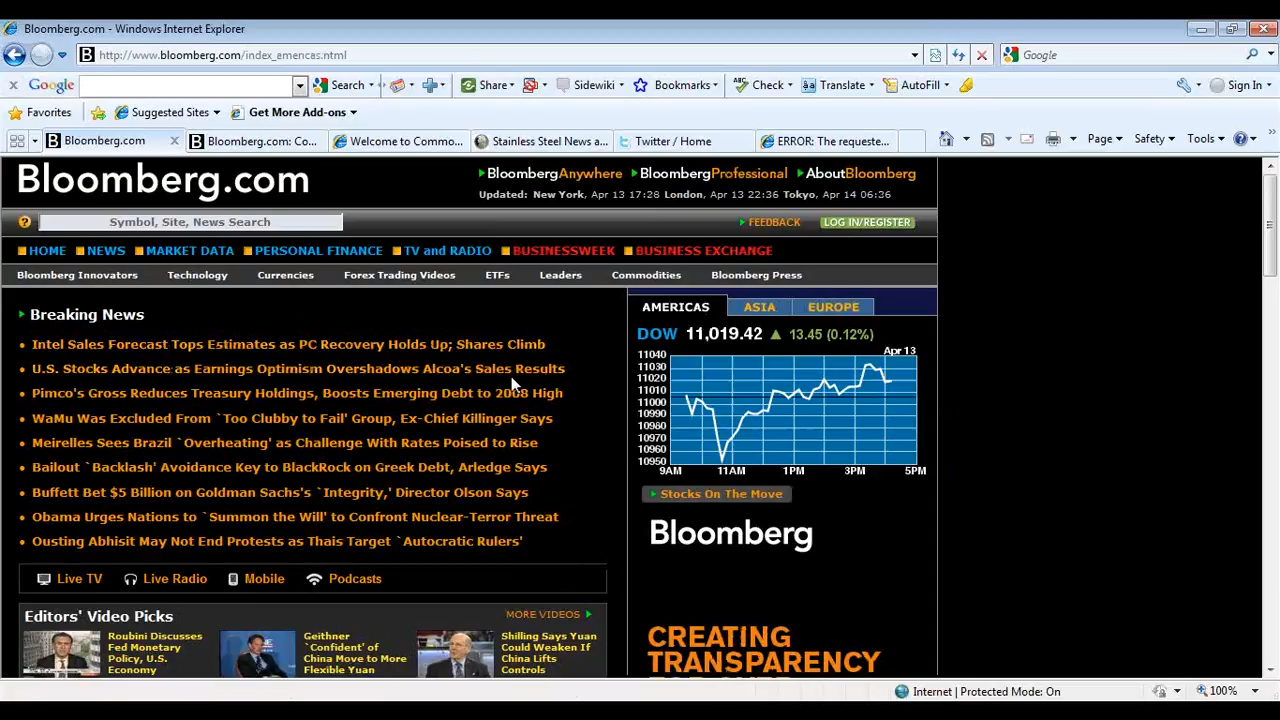 Bloomberg.com - Windows Internet Explorer
http://www.bloomberg.com/index_americas.html
Google
Google
Search
Share
Sidewiki
Bookmarks
Check
Translate
AutoFill
Sign In
Favorites
Suggested Sites
Get More Add-ons
Bloomberg.com
Bloomberg.com: Co...
Welcome to Commo...
Stainless Steel News a...
Twitter / Home
ERROR: The requeste...
Page
Safety
Tools
Bloomberg.com
BloombergAnywhere
BloombergProfessional
AboutBloomberg
Updated: New York, Apr 13 17:28 London, Apr 13 22:36 Tokyo, Apr 14 06:36
Symbol, Site, News Search
FEEDBACK
LOG IN/REGISTER
HOME
NEWS
MARKET DATA
PERSONAL FINANCE
TV and RADIO
BUSINESSWEEK
BUSINESS EXCHANGE
Bloomberg Innovators
Technology
Currencies
Forex Trading Videos
ETFs
Leaders
Commodities
Bloomberg Press
Breaking News
Intel Sales Forecast Tops Estimates as PC Recovery Holds Up; Shares Climb
U.S. Stocks Advance as Earnings Optimism Overshadows Alcoa's Sales Results
Pimco's Gross Reduces Treasury Holdings, Boosts Emerging Debt to 2008 High
WaMu Was Excluded From `Too Clubby to Fail' Group, Ex-Chief Killinger Says
Meirelles Sees Brazil `Overheating' as Challenge With Rates Poised to Rise
Bailout `Backlash' Avoidance Key to BlackRock on Greek Debt, Arledge Says
Buffett Bet $5 Billion on Goldman Sachs's `Integrity,' Director Olson Says
Obama Urges Nations to `Summon the Will' to Confront Nuclear-Terror Threat
Ousting Abhisit May Not End Protests as Thais Target `Autocratic Rulers'
Live TV
Live Radio
Mobile
Podcasts
Editors' Video Picks
MORE VIDEOS
Roubini Discusses
Fed Monetary
Policy, U.S.
Economy
Geithner
`Confident' of
China Move to More
Flexible Yuan
Shilling Says Yuan
Could Weaken If
China Lifts
Controls
AMERICAS
ASIA
EUROPE
DOW 11,019.42 13.45 (0.12%)
Apr 13
11040
11030
11020
11010
11000
10990
10980
10970
10960
10950
9AM
11AM
1PM
3PM
5PM
Stocks On The Move
Bloomberg
CREATING
TRANSPARENCY
Internet | Protected Mode: On
100%